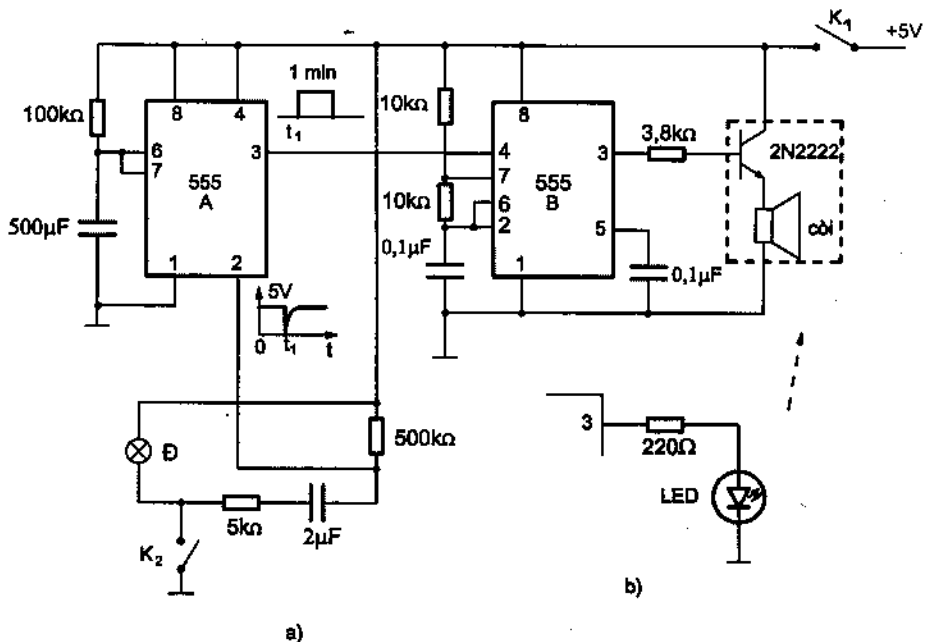 K1
+5V
1 min
t1
100kΩ
8
4
6
7
3
555
A
500µF
1
2
5V
0
t1
t
10kΩ
10kΩ
0,1µF
8
4
7
6
2
3
555
B
5
1
3,8kΩ
2N2222
còi
0,1µF
Đ
500kΩ
5kΩ
2µF
K2
a)
3
220Ω
LED
b)